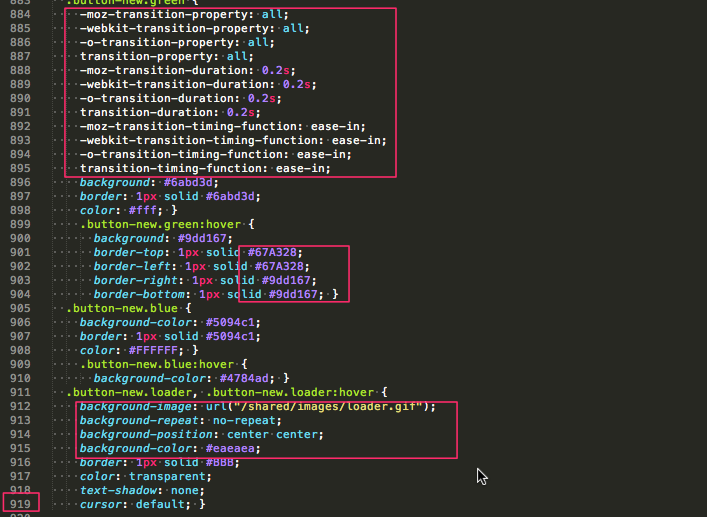 883 .button-new.green {
884 -moz-transition-property: all;
885 -webkit-transition-property: all;
886 -o-transition-property: all;
887 transition-property: all;
888 -moz-transition-duration: 0.2s;
889 -webkit-transition-duration: 0.2s;
890 -o-transition-duration: 0.2s;
891 transition-duration: 0.2s;
892 -moz-transition-timing-function: ease-in;
893 -webkit-transition-timing-function: ease-in;
894 -o-transition-timing-function: ease-in;
895 transition-timing-function: ease-in;
896 background: #6abd3d;
897 border: 1px solid #6abd3d;
898 color: #fff; }
899 .button-new.green:hover {
900 background: #9dd167;
901 border-top: 1px solid #67A328;
902 border-left: 1px solid #67A328;
903 border-right: 1px solid #9dd167;
904 border-bottom: 1px solid #9dd167; }
905 .button-new.blue {
906 background-color: #5094c1;
907 border: 1px solid #5094c1;
908 color: #FFFFFF; }
909 .button-new.blue:hover {
910 background-color: #4784ad; }
911 .button-new.loader, .button-new.loader:hover {
912 background-image: url("/shared/images/loader.gif");
913 background-repeat: no-repeat;
914 background-position: center center;
915 background-color: #eaeaea;
916 border: 1px solid #BBB;
917 color: transparent;
918 text-shadow: none;
919 cursor: default; }